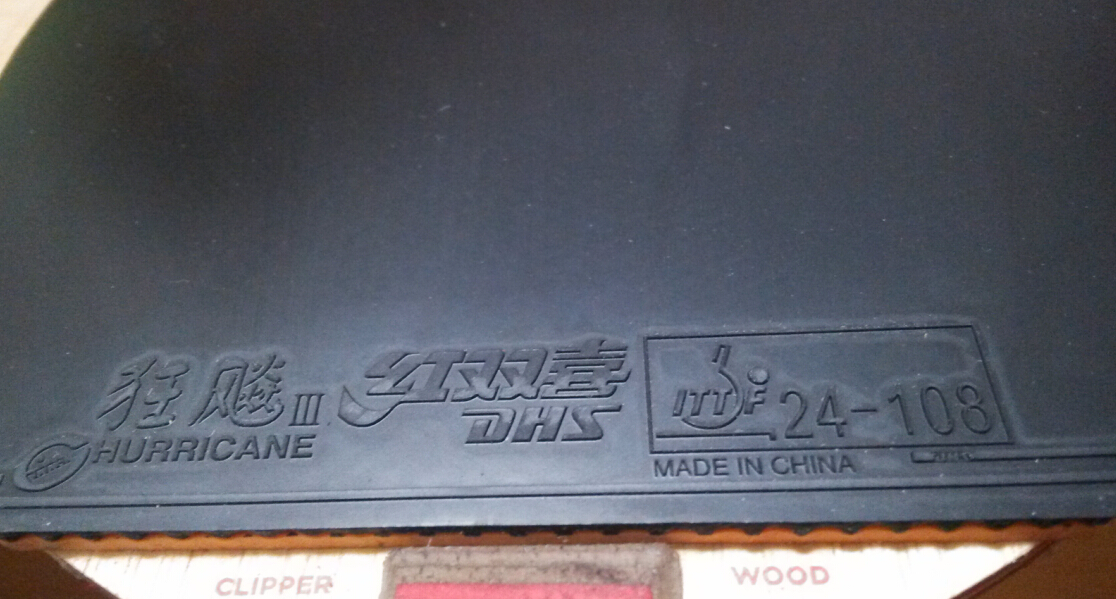 狂飚III
HURRICANE
红双喜
DHS
ITTF 24-108
MADE IN CHINA
CLIPPER WOOD